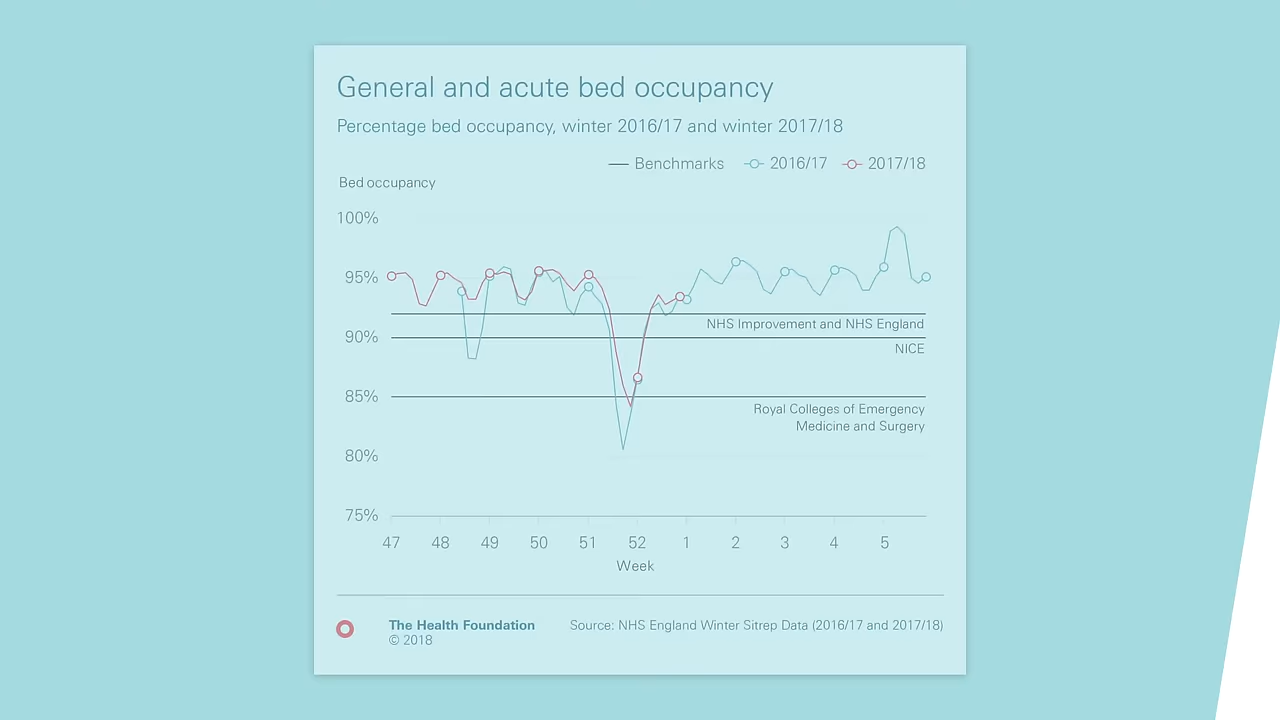 General and acute bed occupancy
Percentage bed occupancy, winter 2016/17 and winter 2017/18
Benchmarks 2016/17 2017/18
Bed occupancy
100%
95%
NHS Improvement and NHS England
90%
NICE
85%
Royal Colleges of Emergency
Medicine and Surgery
80%
75%
47 48 49 50 51 52 1 2 3 4 5
Week
The Health Foundation
© 2018
Source: NHS England Winter Sitrep Data (2016/17 and 2017/18)